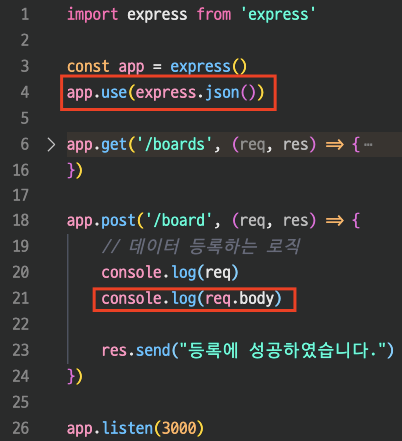 1 import express from 'express'
2
3 const app = express()
4 app.use(express.json())
5
6 > app.get('/boards', (req, res) => { ⋯
16 })
17
18 app.post('/board', (req, res) => {
19 // 데이터 등록하는 로직
20 console.log(req)
21 console.log(req.body)
22
23 res.send("등록에 성공하였습니다.")
24 })
25
26 app.listen(3000)